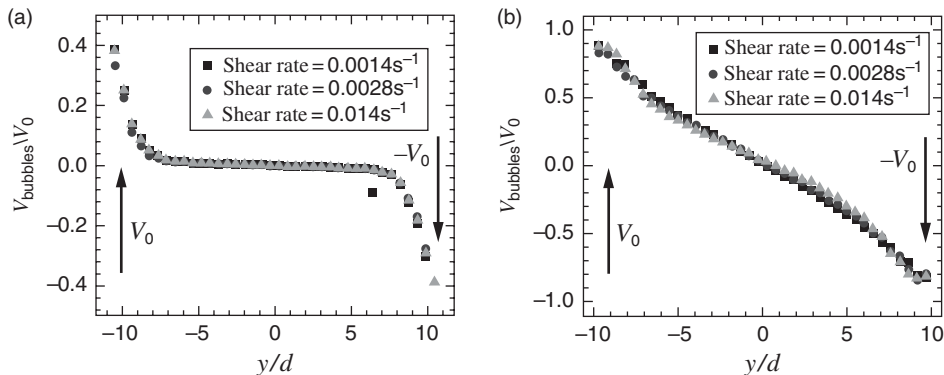 (a)
0.4
0.2
0.0
−0.2
−0.4
V_bubbles\V_0
Shear rate = 0.0014s⁻¹
Shear rate = 0.0028s⁻¹
Shear rate = 0.014s⁻¹
V_0
−V_0
−10
−5
0
5
10
y/d
(b)
1.0
0.5
0.0
−0.5
−1.0
V_bubbles\V_0
Shear rate = 0.0014s⁻¹
Shear rate = 0.0028s⁻¹
Shear rate = 0.014s⁻¹
V_0
−V_0
−10
−5
0
5
10
y/d